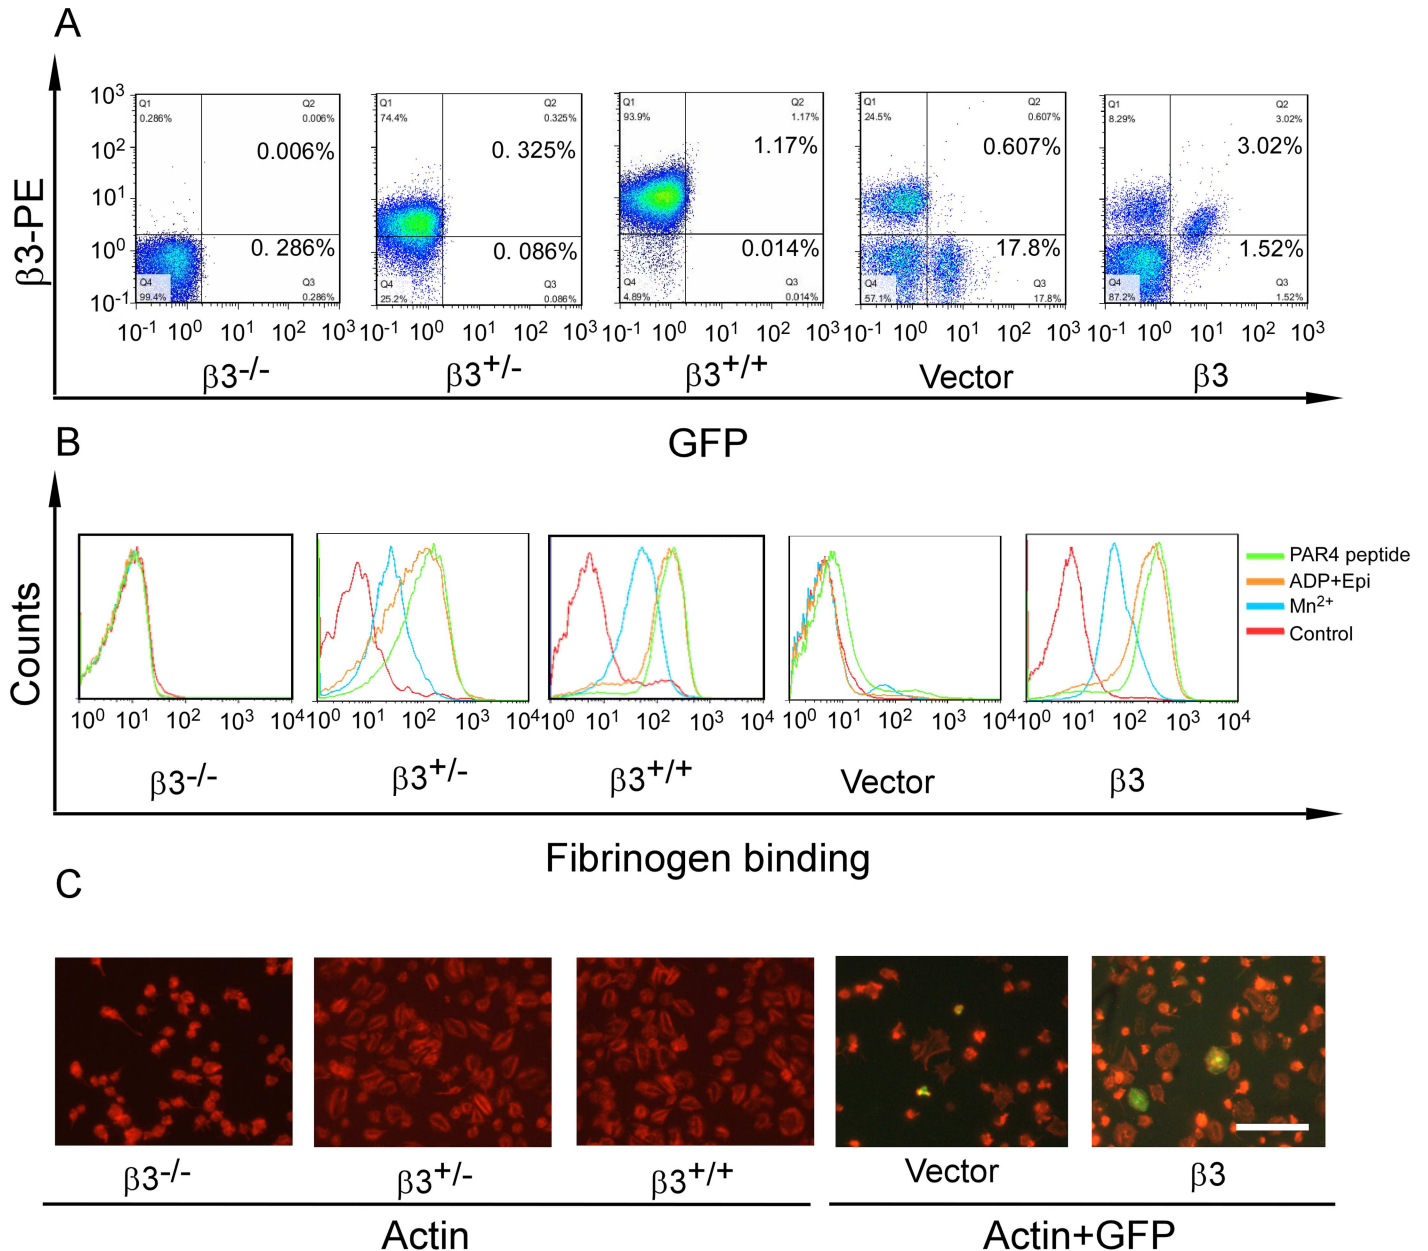 A
β3-PE
10³
10²
10¹
10⁰
10⁻¹
Q1
0.286%
Q2
0.006%
0.006%
0. 286%
Q4
99.4%
Q3
0.286%
Q1
74.4%
Q2
0.325%
0. 325%
0. 086%
Q4
25.2%
Q3
0.086%
Q1
93.9%
Q2
1.17%
1.17%
0.014%
Q4
4.89%
Q3
0.014%
Q1
24.5%
Q2
0.607%
0.607%
17.8%
Q4
57.1%
Q3
17.8%
Q1
8.29%
Q2
3.02%
3.02%
1.52%
Q4
87.2%
Q3
1.52%
10⁻¹ 10⁰ 10¹ 10² 10³ 10⁻¹ 10⁰ 10¹ 10² 10³ 10⁻¹ 10⁰ 10¹ 10² 10³ 10⁻¹ 10⁰ 10¹ 10² 10³ 10⁻¹ 10⁰ 10¹ 10² 10³
β3⁻/⁻ β3⁺/⁻ β3⁺/⁺ Vector β3
GFP
B
Counts
PAR4 peptide
ADP+Epi
Mn²⁺
Control
10⁰ 10¹ 10² 10³ 10⁴ 10⁰ 10¹ 10² 10³ 10⁴ 10⁰ 10¹ 10² 10³ 10⁴ 10⁰ 10¹ 10² 10³ 10⁴ 10⁰ 10¹ 10² 10³ 10⁴
β3⁻/⁻ β3⁺/⁻ β3⁺/⁺ Vector β3
Fibrinogen binding
C
β3⁻/⁻ β3⁺/⁻ β3⁺/⁺ Vector β3
Actin Actin+GFP